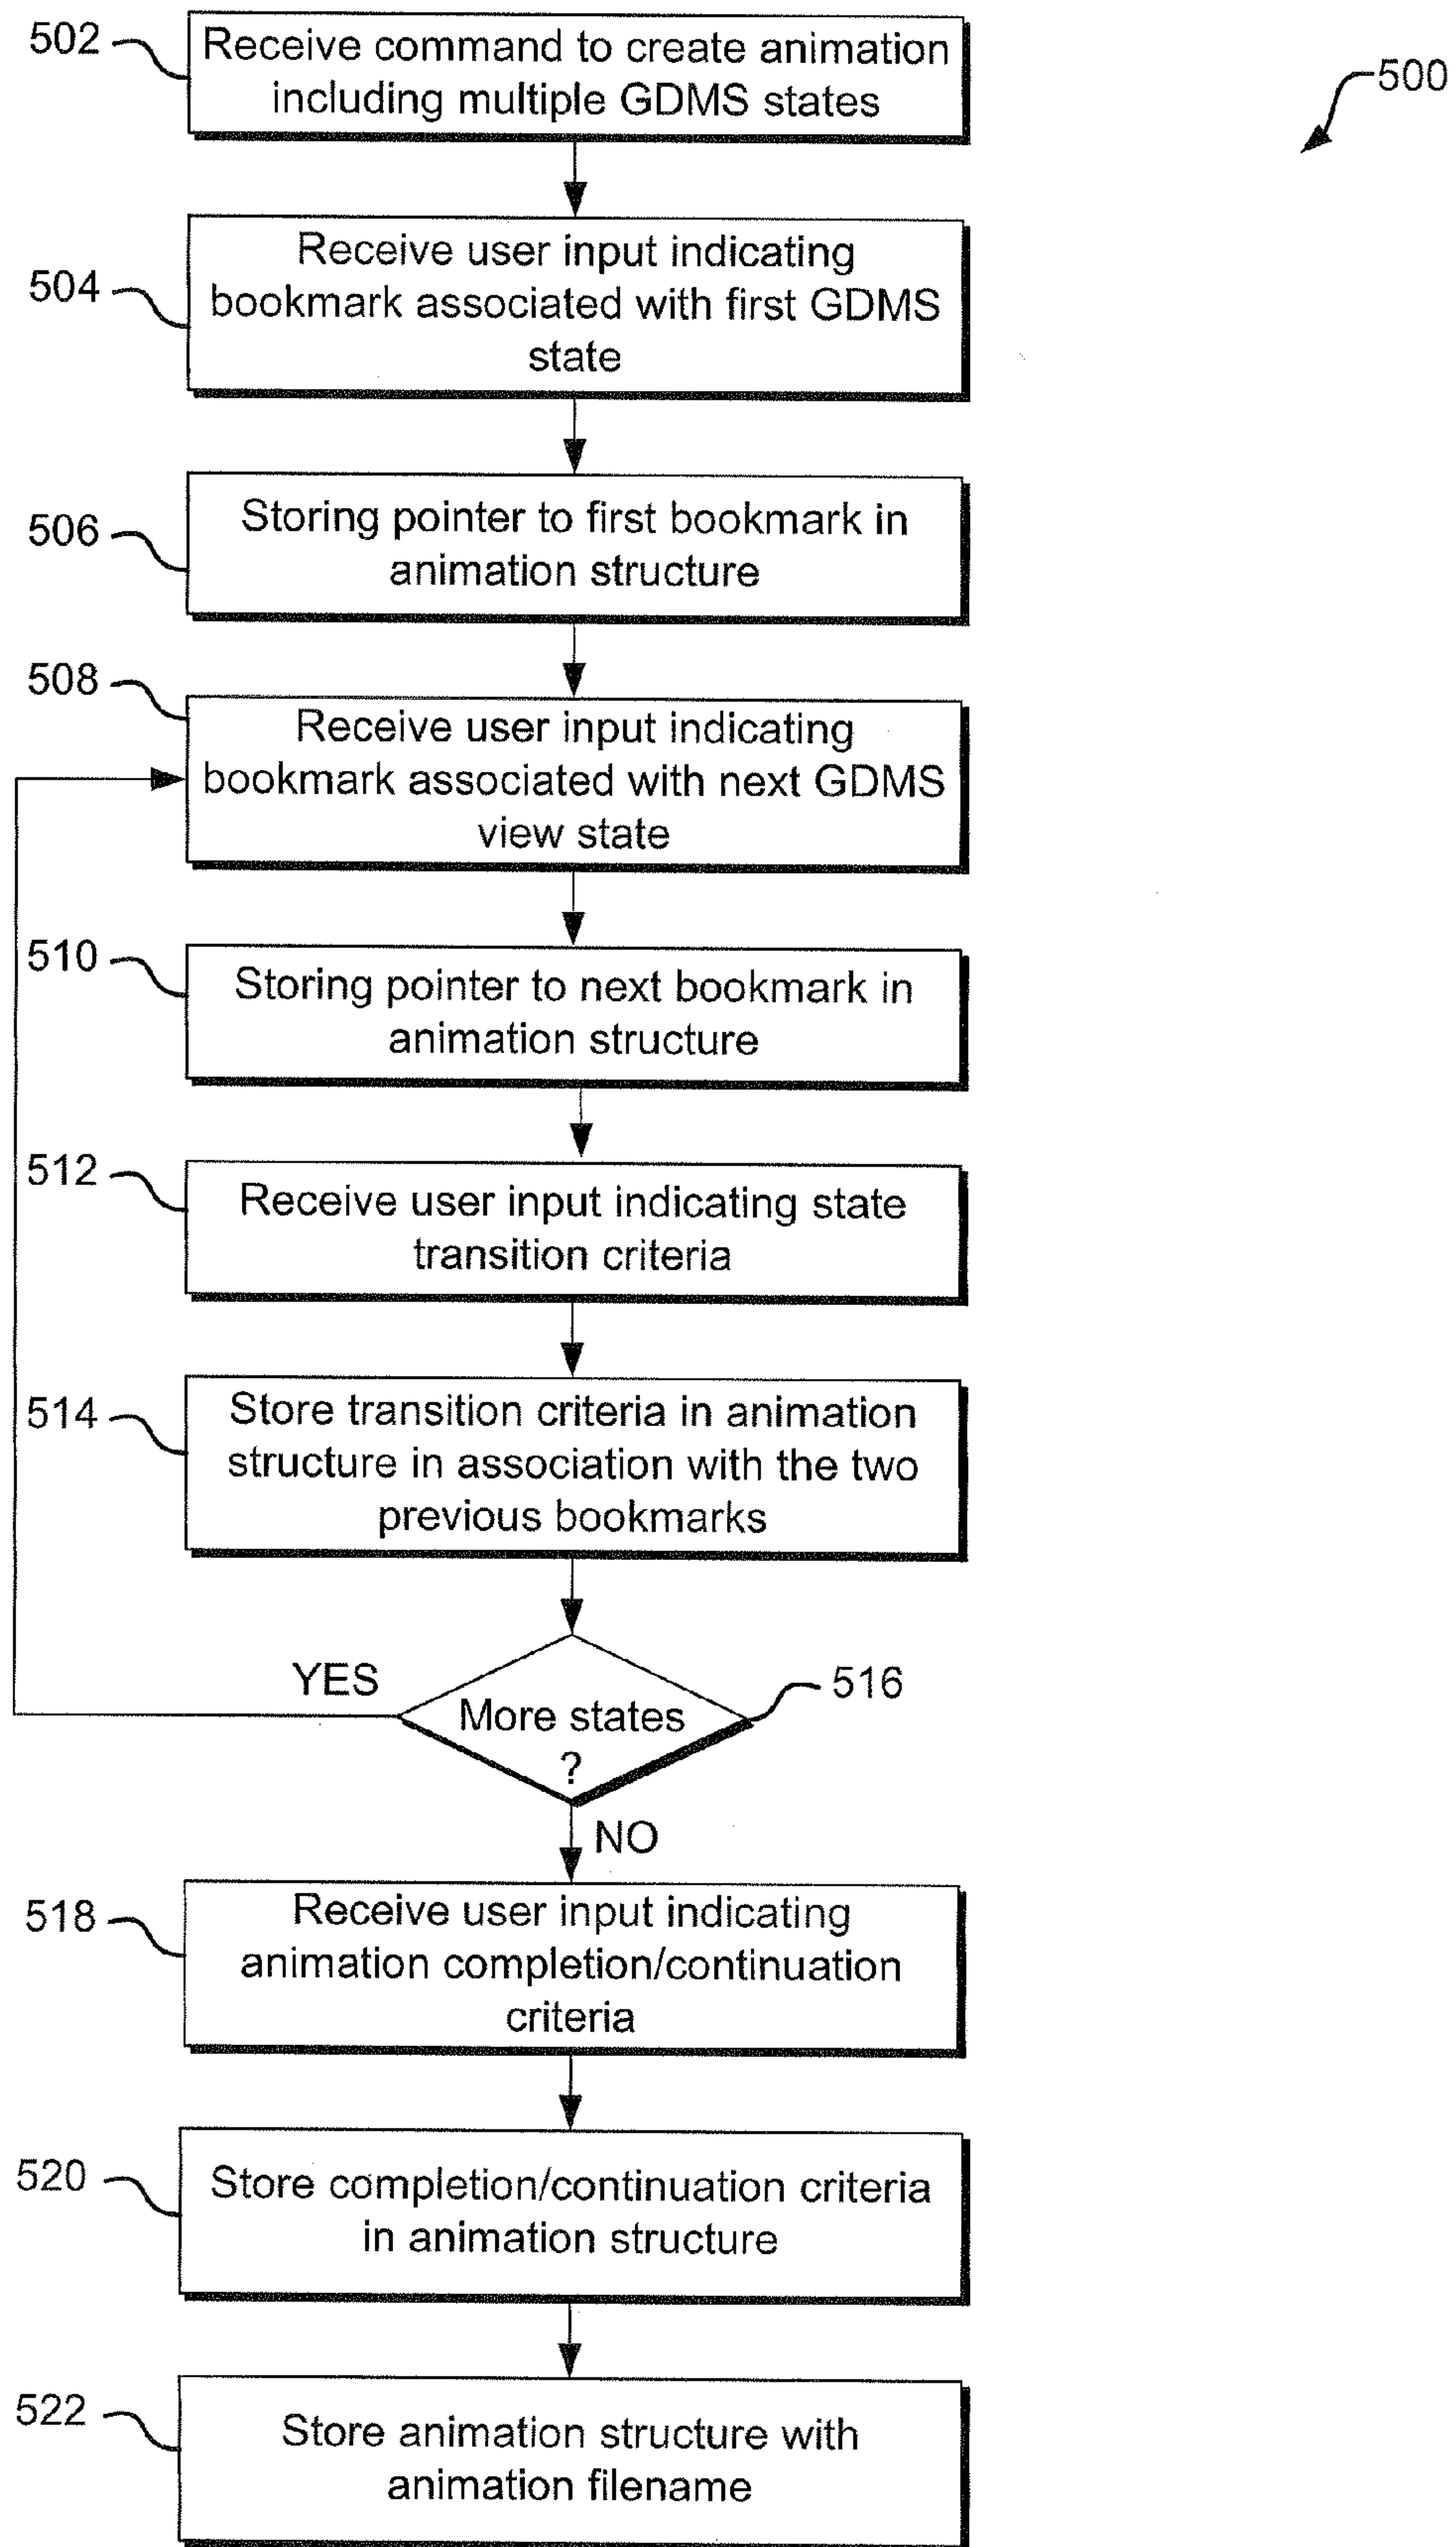 502
Receive command to create animation
including multiple GDMS states
500
504
Receive user input indicating
bookmark associated with first GDMS
state
506
Storing pointer to first bookmark in
animation structure
508
Receive user input indicating
bookmark associated with next GDMS
view state
510
Storing pointer to next bookmark in
animation structure
512
Receive user input indicating state
transition criteria
514
Store transition criteria in animation
structure in association with the two
previous bookmarks
YES
More states
?
516
NO
518
Receive user input indicating
animation completion/continuation
criteria
520
Store completion/continuation criteria
in animation structure
522
Store animation structure with
animation filename